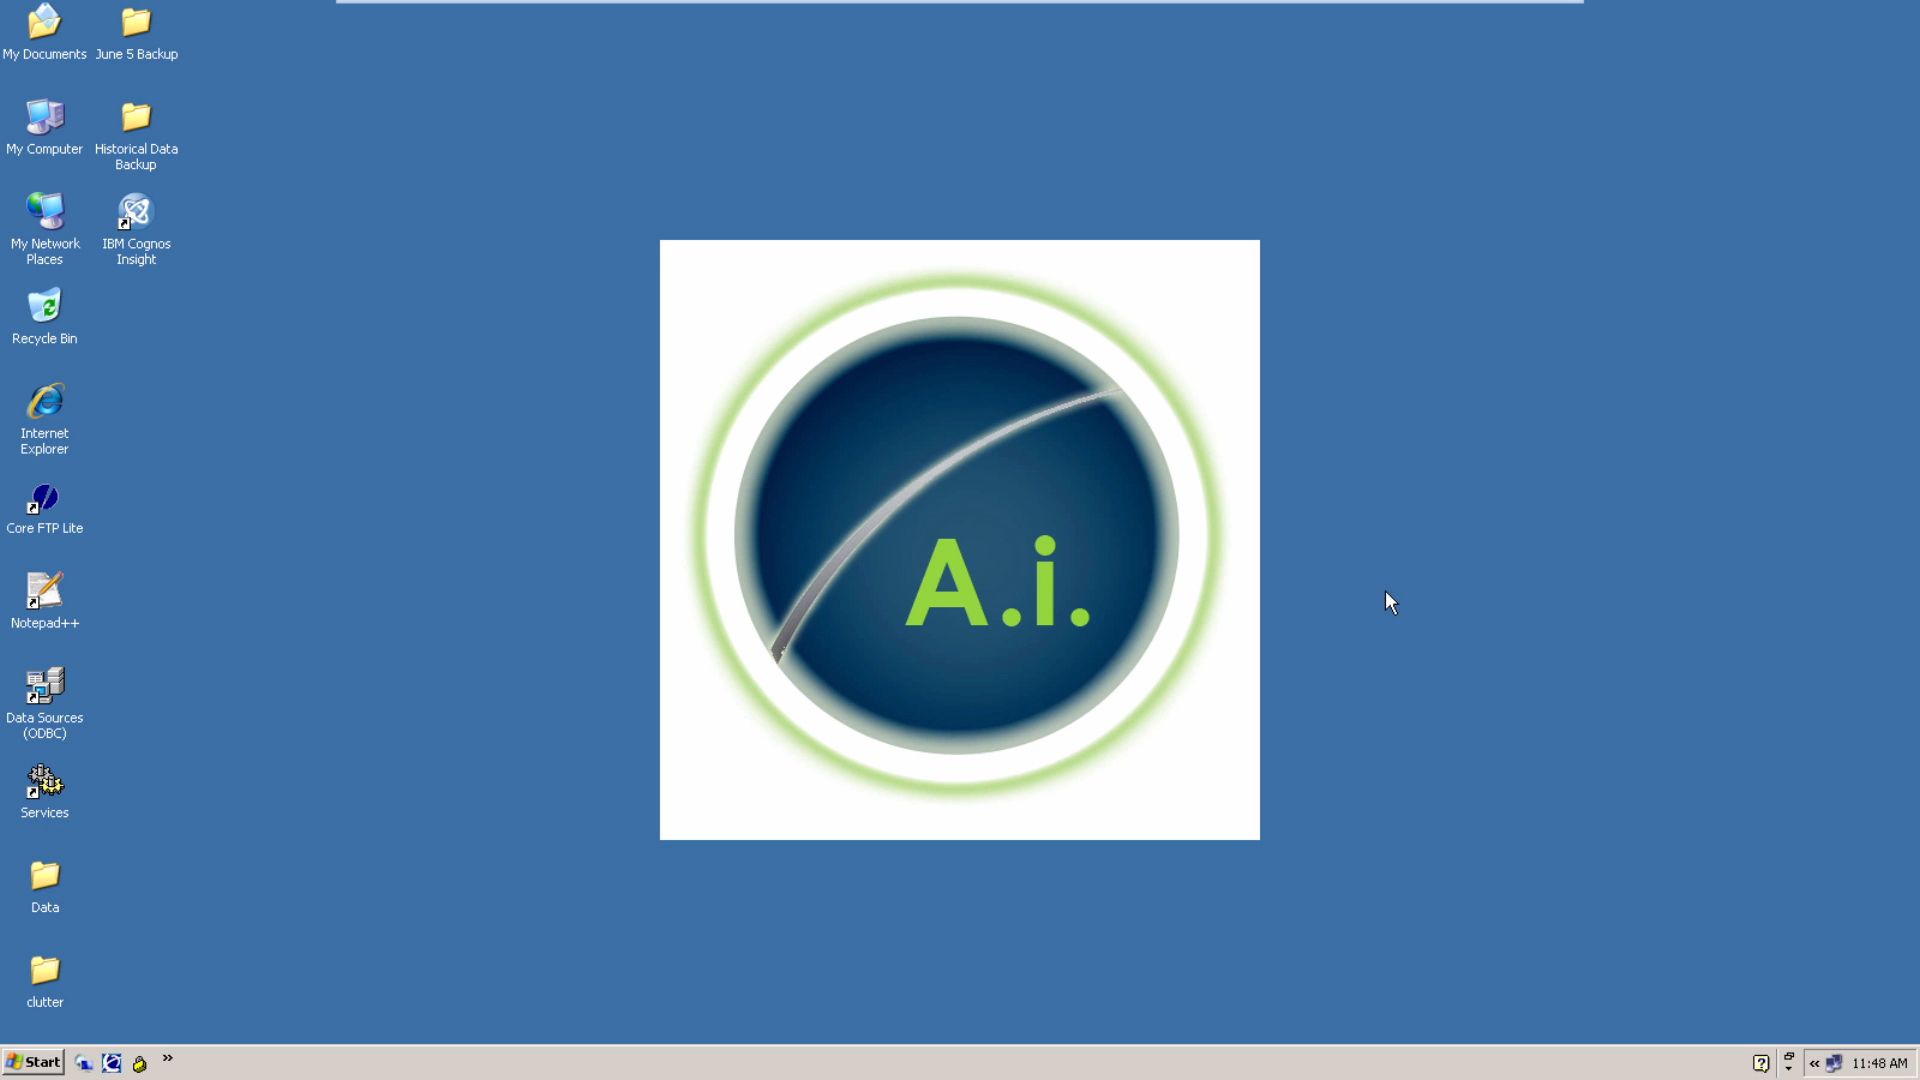 My Documents
June 5 Backup
My Computer
Historical Data
Backup
My Network
Places
IBM Cognos
Insight
Recycle Bin
Internet
Explorer
Core FTP Lite
Notepad++
Data Sources
(ODBC)
Services
Data
clutter
A.i.
Start
»
?
«
11:48 AM